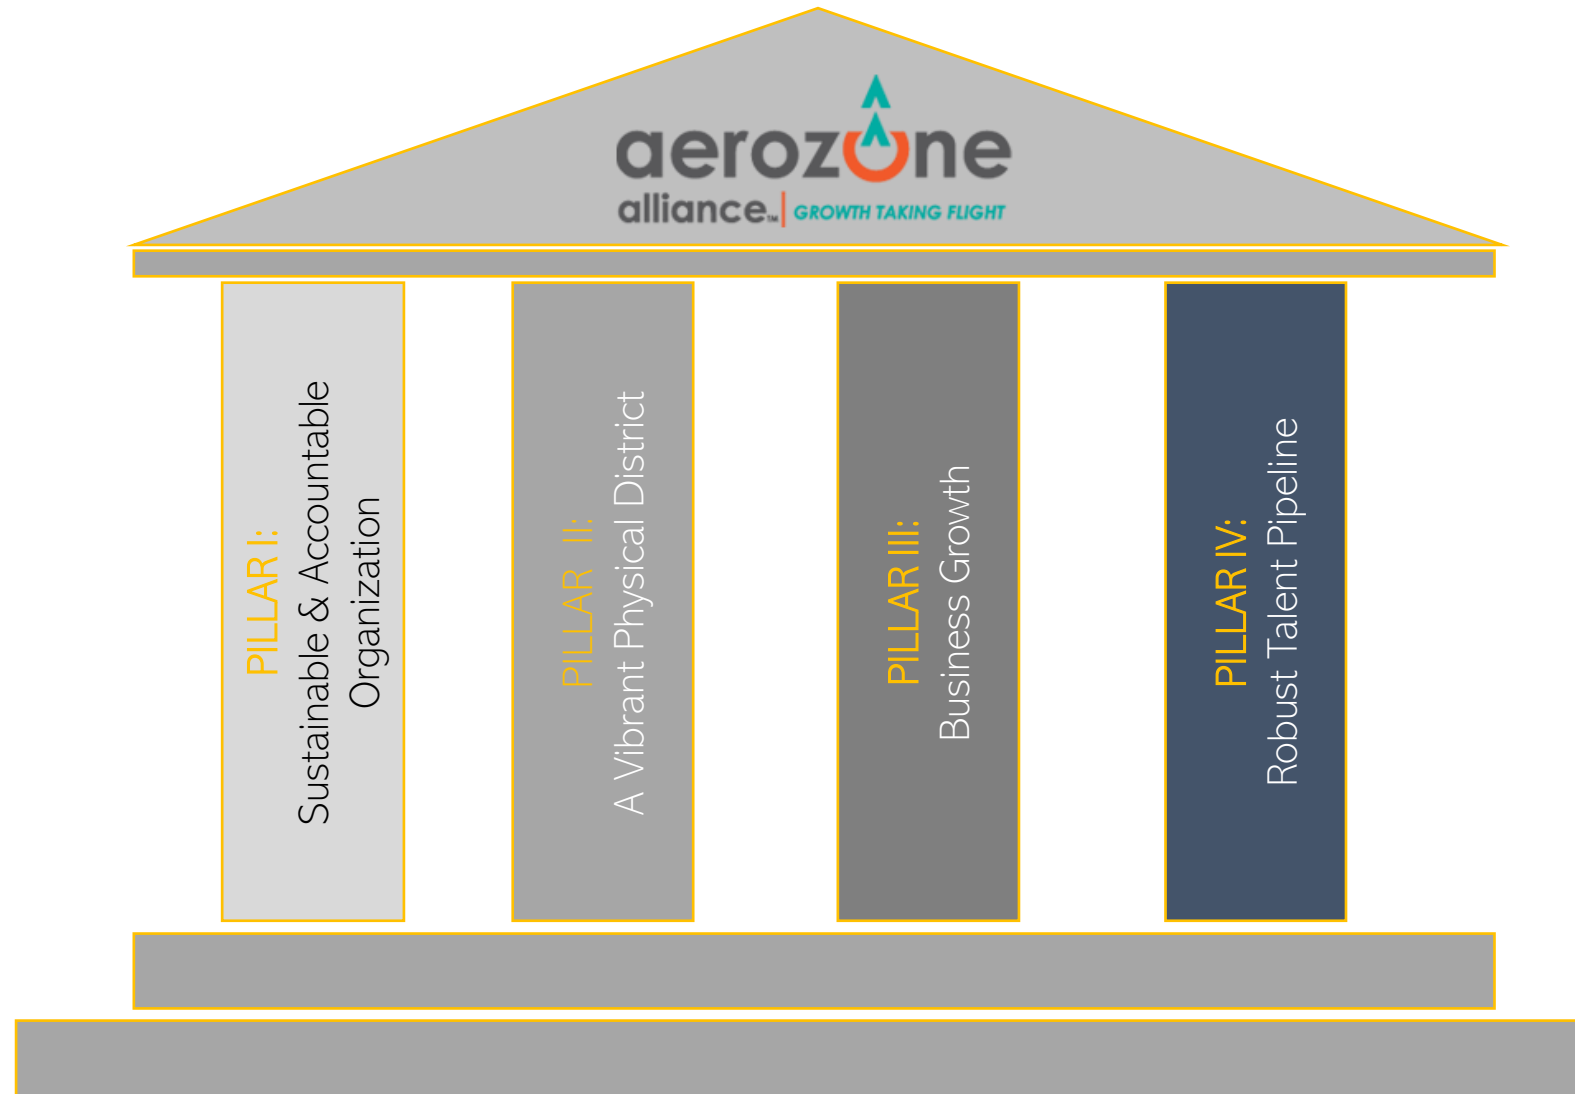 aerozone
alliance™ | GROWTH TAKING FLIGHT
PILLAR I:
Sustainable & Accountable
Organization
PILLAR II:
A Vibrant Physical District
PILLAR III:
Business Growth
PILLAR IV:
Robust Talent Pipeline